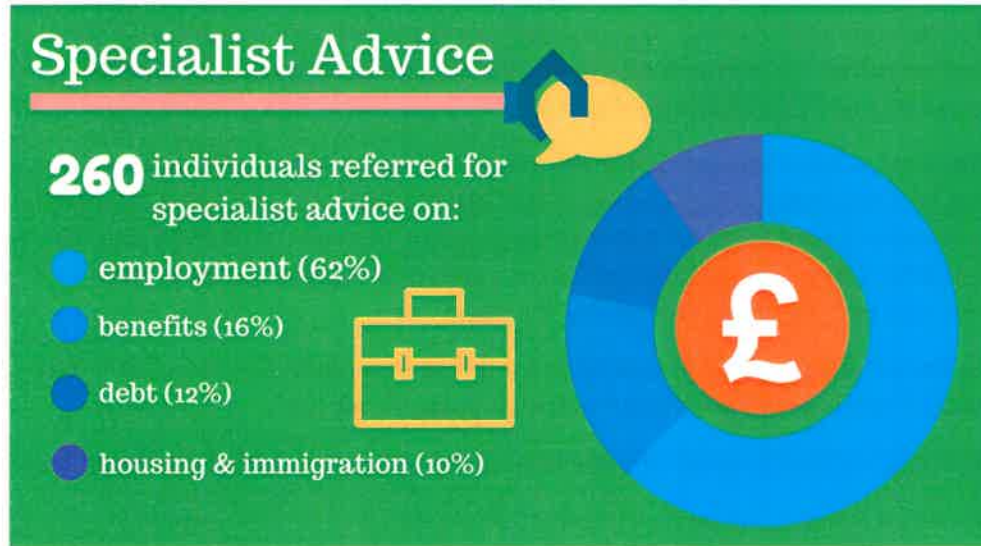 Specialist Advice
260 individuals referred for
specialist advice on:
employment (62%)
benefits (16%)
debt (12%)
housing & immigration (10%)
£